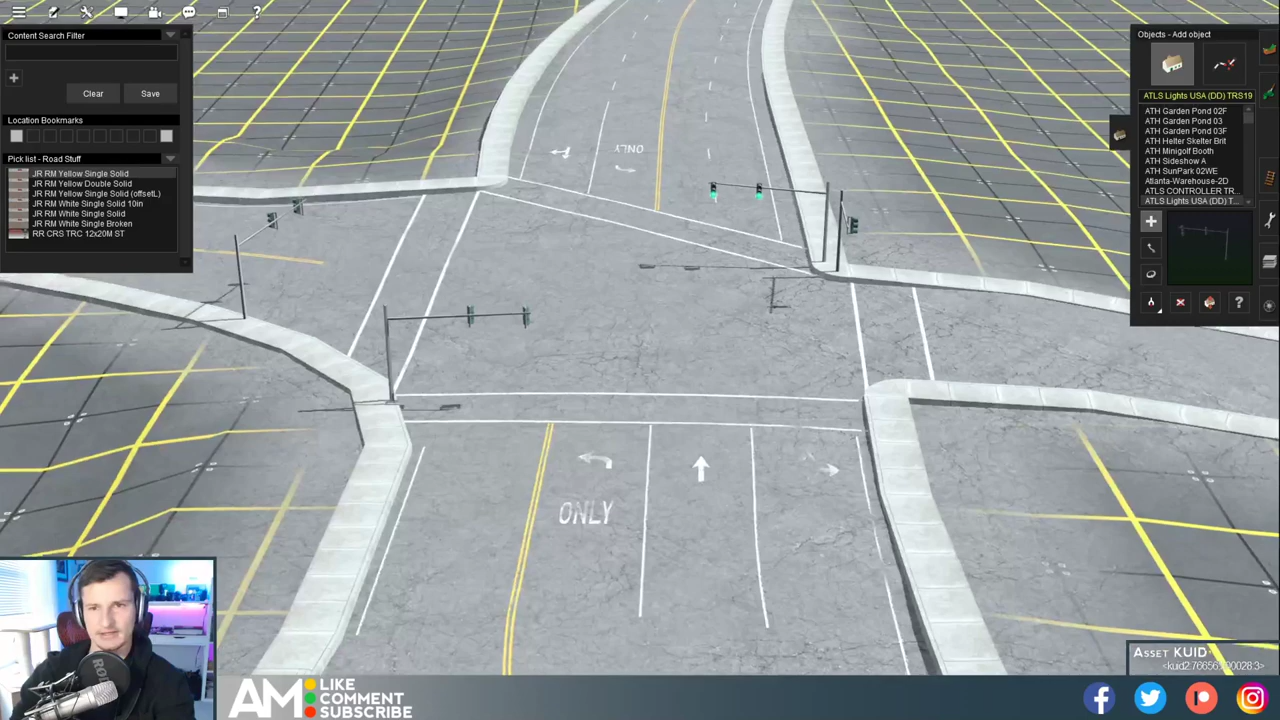 ?
Content Search Filter
Clear
Save
Location Bookmarks
Pick list - Road Stuff
JR RM Yellow Single Solid
JR RM Yellow Double Solid
JR RM Yellow Single Solid (offsetL)
JR RM White Single Solid 10in
JR RM White Single Solid
JR RM White Single Broken
RR CRS TRC 12x20M ST
Objects - Add object
ATLS Lights USA (DD) TRS19
ATH Garden Pond 02F
ATH Garden Pond 03
ATH Garden Pond 03F
ATH Helter Skelter Brit
ATH Minigolf Booth
ATH Sideshow A
ATH SunPark 02WE
Atlanta-Warehouse-2D
ATLS CONTROLLER TR...
ATLS Lights USA (DD) T...
?
ONLY
ONLY
ASSET KUID
AM
LIKE
COMMENT
SUBSCRIBE